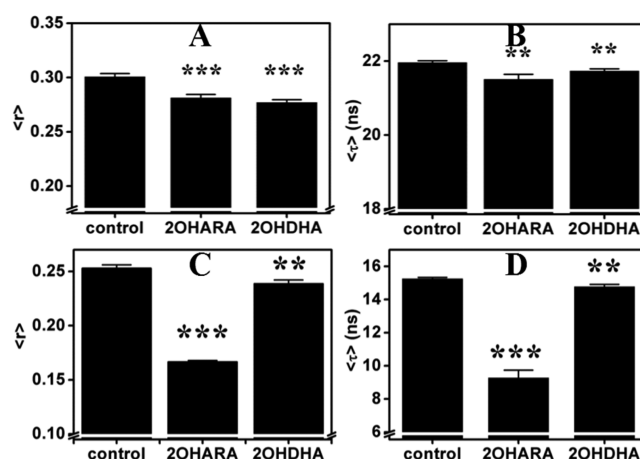 A
0.35
0.30
0.25
0.20
<r>
***
***
control
2OHARA
2OHDHA
B
22
20
18
<τ> (ns)
**
**
control
2OHARA
2OHDHA
C
0.25
0.20
0.15
0.10
<r>
***
**
control
2OHARA
2OHDHA
D
16
14
12
10
8
6
<τ> (ns)
***
**
control
2OHARA
2OHDHA